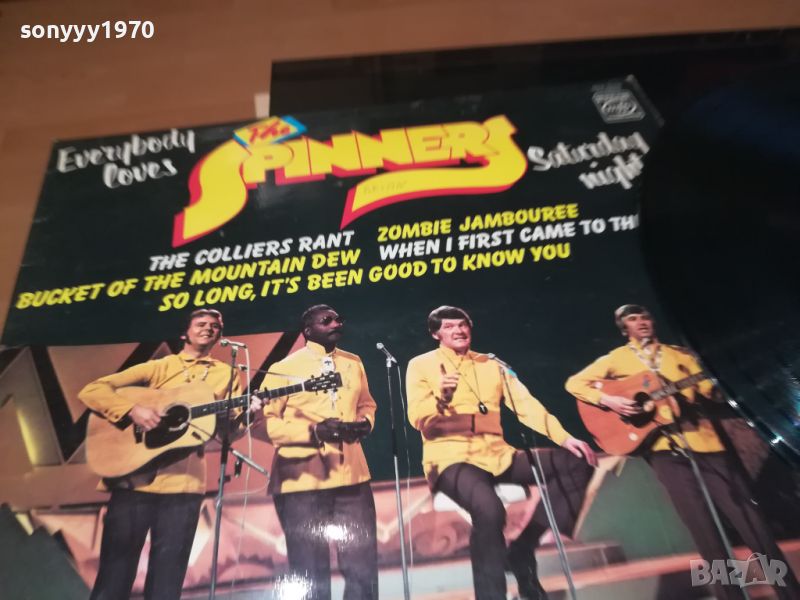 sonyyy1970
Everybody
loves
The
SPINNERS
Saturday
night
mfp
THE COLLIERS RANT ZOMBIE JAMBOUREE
BUCKET OF THE MOUNTAIN DEW WHEN I FIRST CAME TO TH
SO LONG, IT'S BEEN GOOD TO KNOW YOU
BAZAR